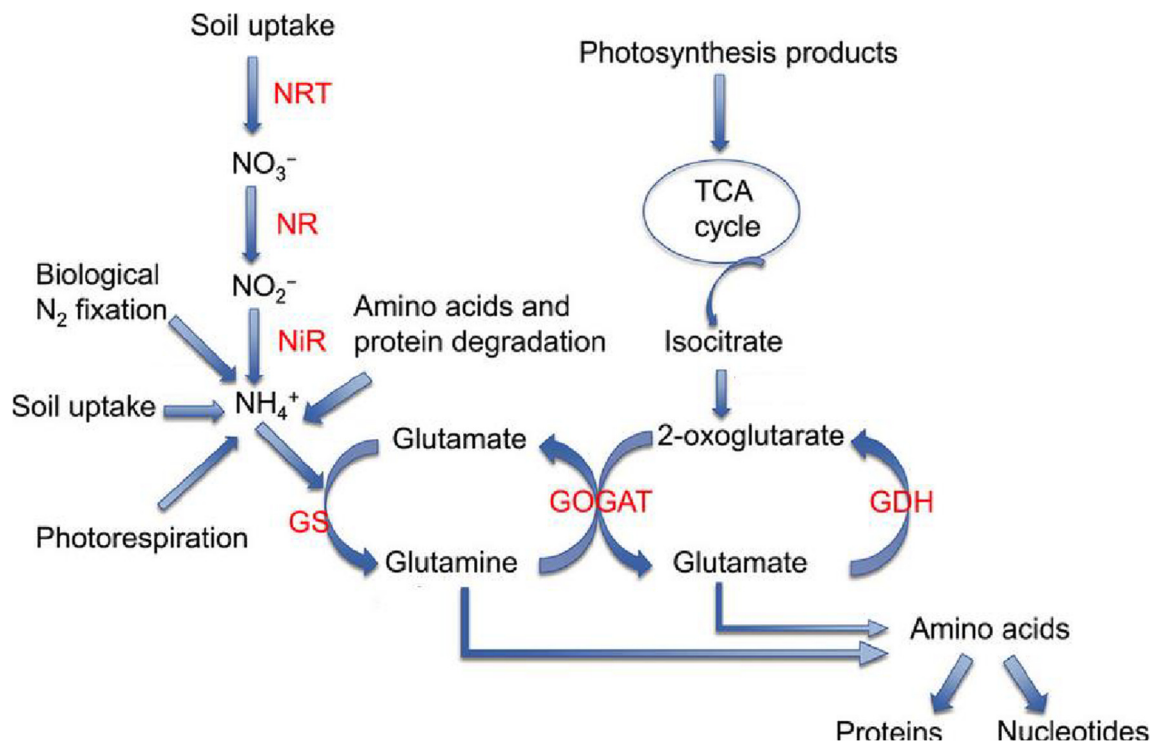 Soil uptake
NRT
NO₃⁻
NR
NO₂⁻
NiR
Biological
N₂ fixation
Amino acids and
protein degradation
Soil uptake
NH₄⁺
Photorespiration
GS
Glutamate
Glutamine
Photosynthesis products
TCA
cycle
Isocitrate
2-oxoglutarate
GOGAT
GDH
Glutamate
Amino acids
Proteins
Nucleotides